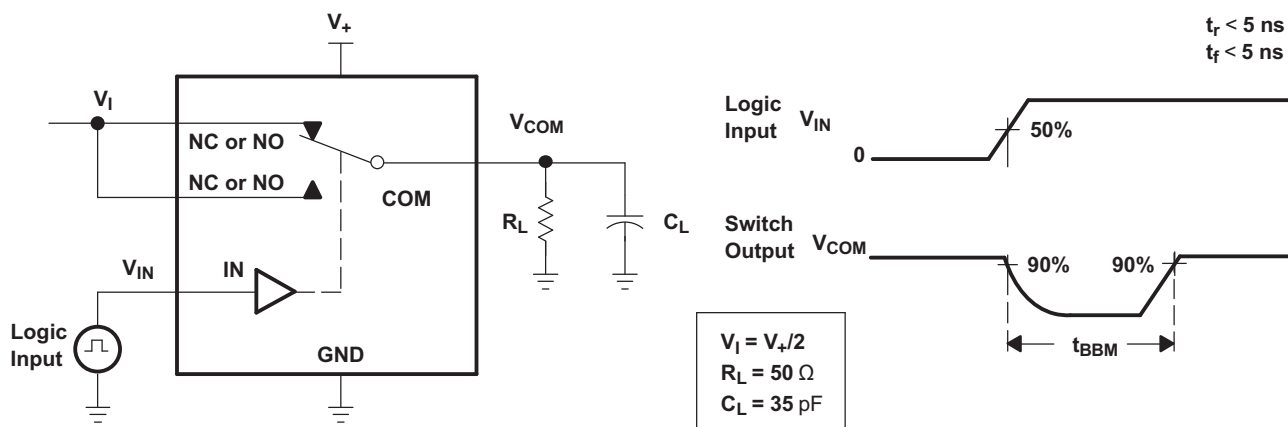 V+
VI
NC or NO
NC or NO
COM
VCOM
RL
CL
VIN
IN
Logic
Input
GND
tr < 5 ns
tf < 5 ns
Logic
Input
VIN
50%
0
Switch
Output
VCOM
90%
90%
tBBM
VI = V+/2
RL = 50 Ω
CL = 35 pF